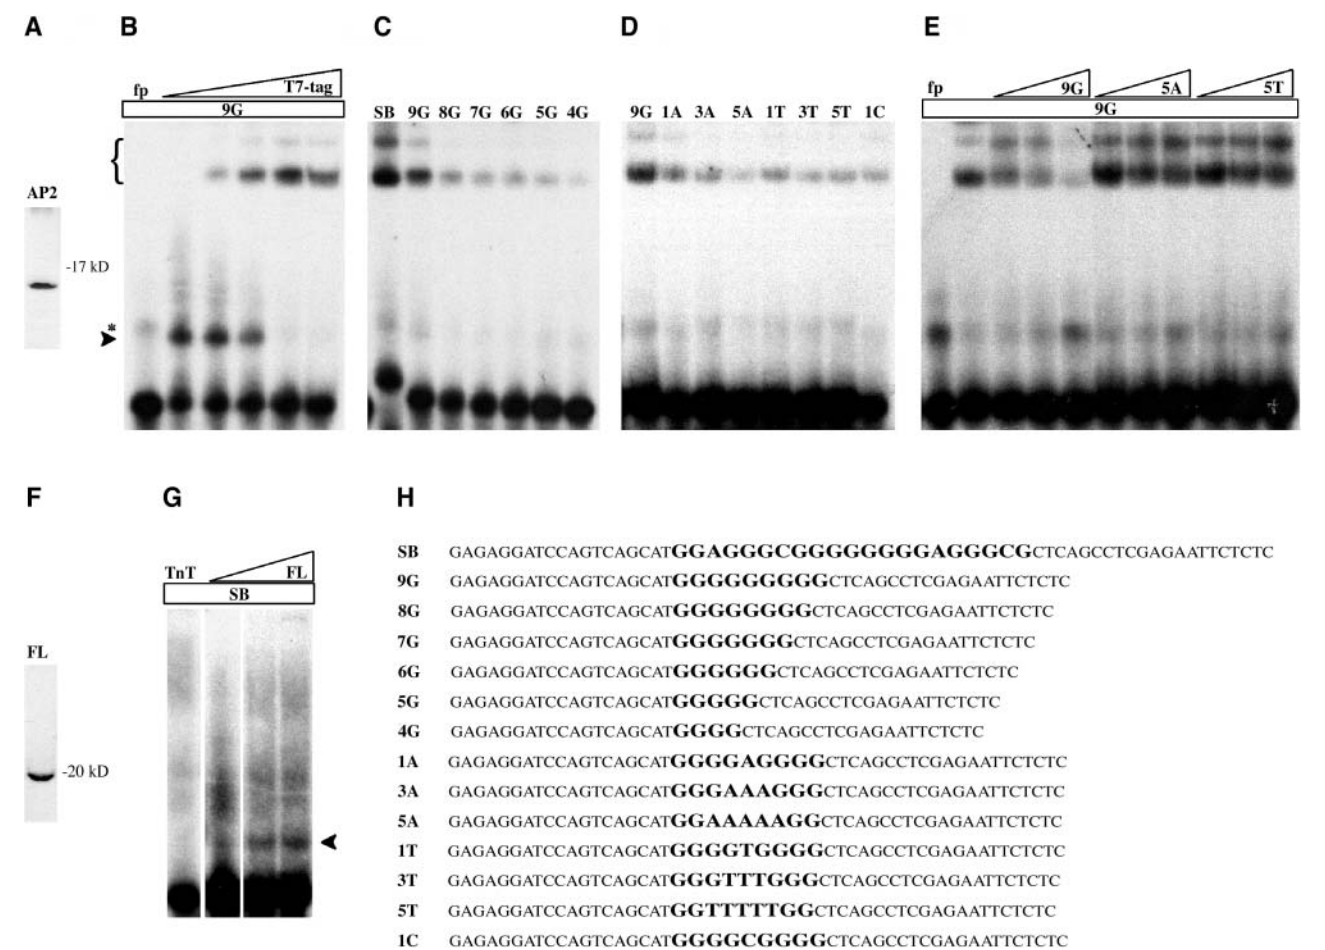 A
B
C
D
E
fp
T7-tag
9G
SB 9G 8G 7G 6G 5G 4G
9G 1A 3A 5A 1T 3T 5T 1C
fp 9G 5A 5T
9G
{
AP2
-17 kD
*
F
G
H
TnT FL
SB
FL
-20 kD
SB GAGAGGATCCAGTCAGCATGGAGGGCGGGGGGGGAGGGCGCTCAGCCTCGAGAATTCTCTC
9G GAGAGGATCCAGTCAGCATGGGGGGGGGCTCAGCCTCGAGAATTCTCTC
8G GAGAGGATCCAGTCAGCATGGGGGGGGCTCAGCCTCGAGAATTCTCTC
7G GAGAGGATCCAGTCAGCATGGGGGGGCTCAGCCTCGAGAATTCTCTC
6G GAGAGGATCCAGTCAGCATGGGGGGCTCAGCCTCGAGAATTCTCTC
5G GAGAGGATCCAGTCAGCATGGGGGCTCAGCCTCGAGAATTCTCTC
4G GAGAGGATCCAGTCAGCATGGGGCTCAGCCTCGAGAATTCTCTC
1A GAGAGGATCCAGTCAGCATGGGGAGGGGCTCAGCCTCGAGAATTCTCTC
3A GAGAGGATCCAGTCAGCATGGGAAAGGGCTCAGCCTCGAGAATTCTCTC
5A GAGAGGATCCAGTCAGCATGGAAAAAGGCTCAGCCTCGAGAATTCTCTC
1T GAGAGGATCCAGTCAGCATGGGGTGGGGCTCAGCCTCGAGAATTCTCTC
3T GAGAGGATCCAGTCAGCATGGGTTTGGGCTCAGCCTCGAGAATTCTCTC
5T GAGAGGATCCAGTCAGCATGGTTTTTGGCTCAGCCTCGAGAATTCTCTC
1C GAGAGGATCCAGTCAGCATGGGGCGGGGCTCAGCCTCGAGAATTCTCTC